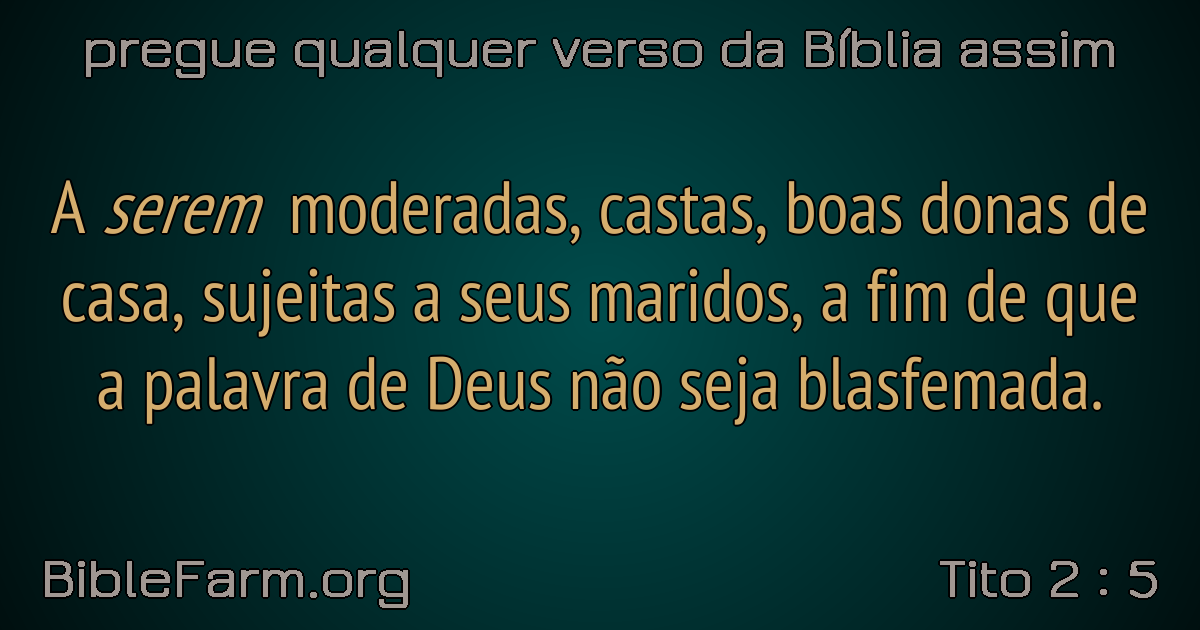 pregue qualquer verso da Bíblia assim
A serem moderadas, castas, boas donas de
casa, sujeitas a seus maridos, a fim de que
a palavra de Deus não seja blasfemada.
BibleFarm.org
Tito 2 : 5